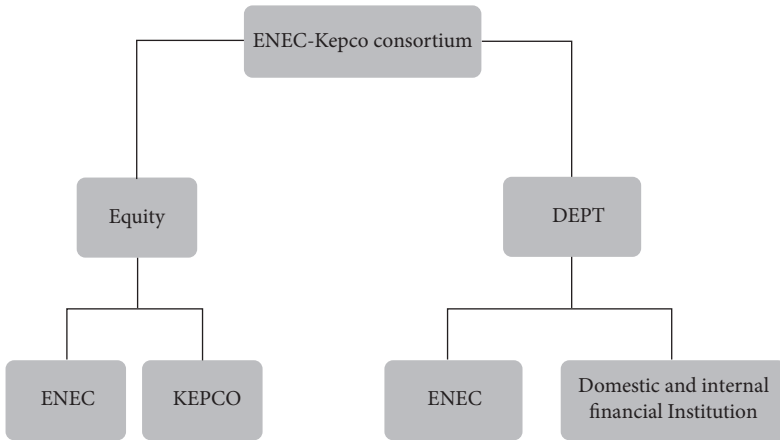 ENEC-Kepco consortium
Equity
DEPT
ENEC
KEPCO
ENEC
Domestic and internal
financial Institution